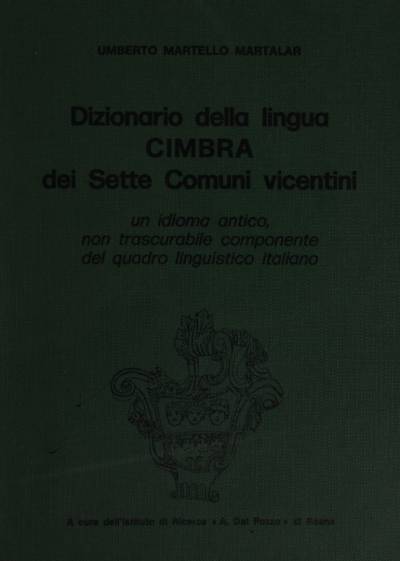 UMBERTO MARTELLO MARTALAR
Dizionario della lingua
CIMBRA
dei Sette Comuni vicentini
un idioma antico,
non trascurabile componente
del quadro linguistico italiano
A cura dell'Istituto di Ricerca « A. Dal Pozzo » di Roana